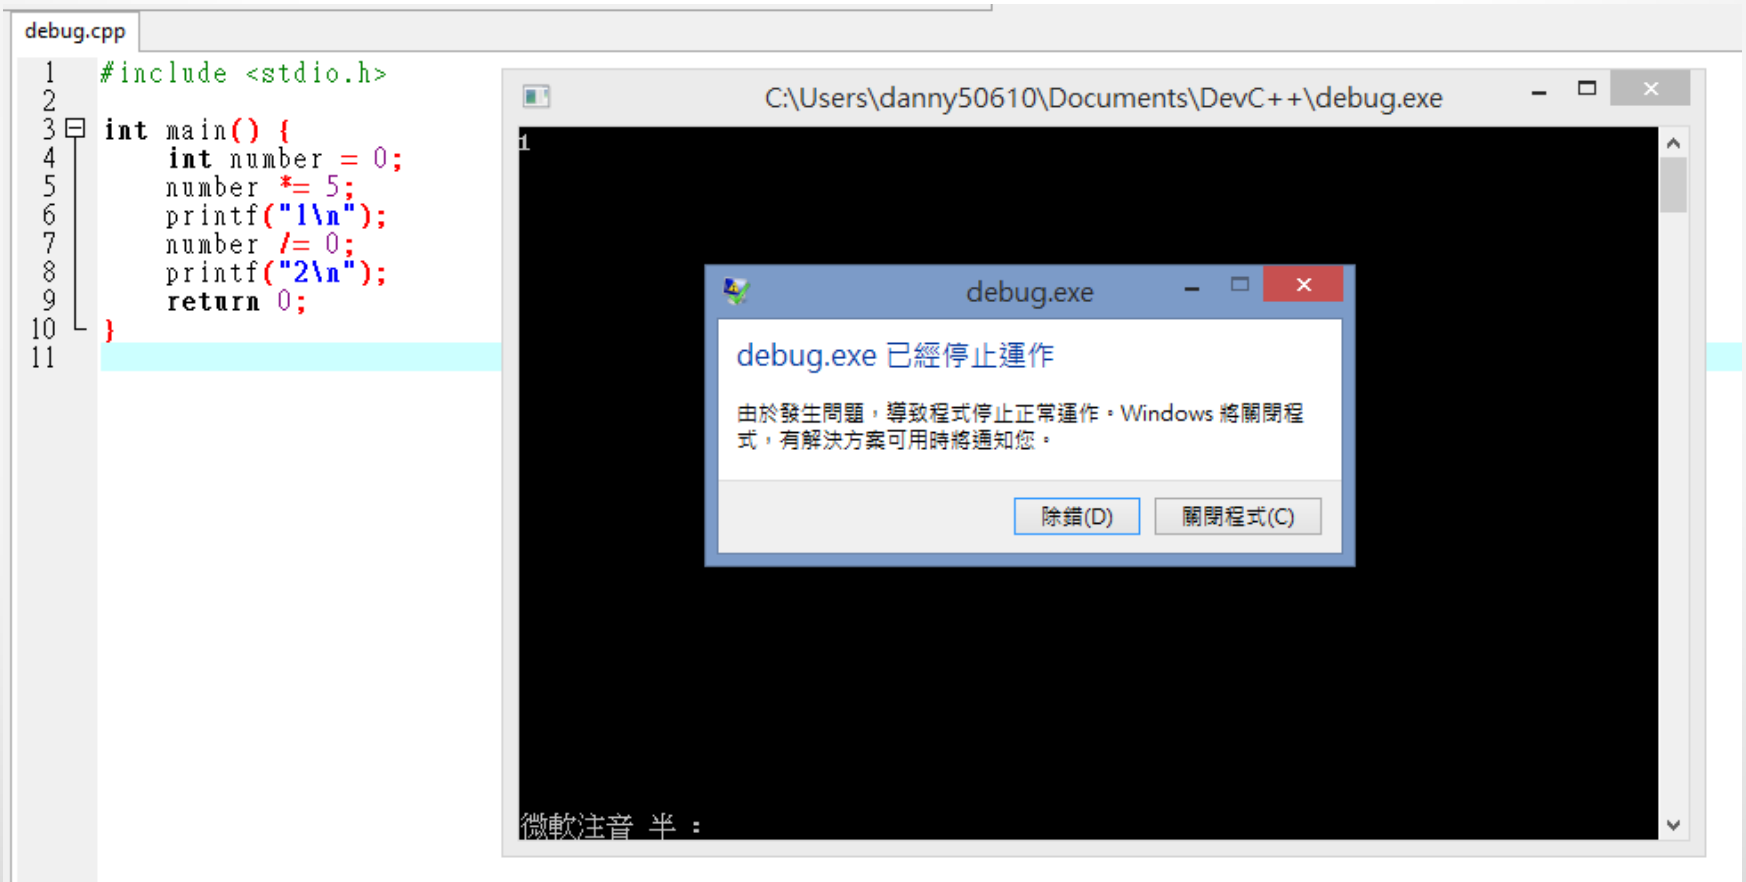 debug.cpp
1 #include <stdio.h>
2
3 int main() {
4 int number = 0;
5 number *= 5;
6 printf("1\n");
7 number /= 0;
8 printf("2\n");
9 return 0;
10 }
11
C:\Users\danny50610\Documents\DevC++\debug.exe
1
debug.exe
debug.exe 已經停止運作
由於發生問題，導致程式停止正常運作。Windows 將關閉程
式，有解決方案可用時將通知您。
除錯(D) 關閉程式(C)
微軟注音 半 :